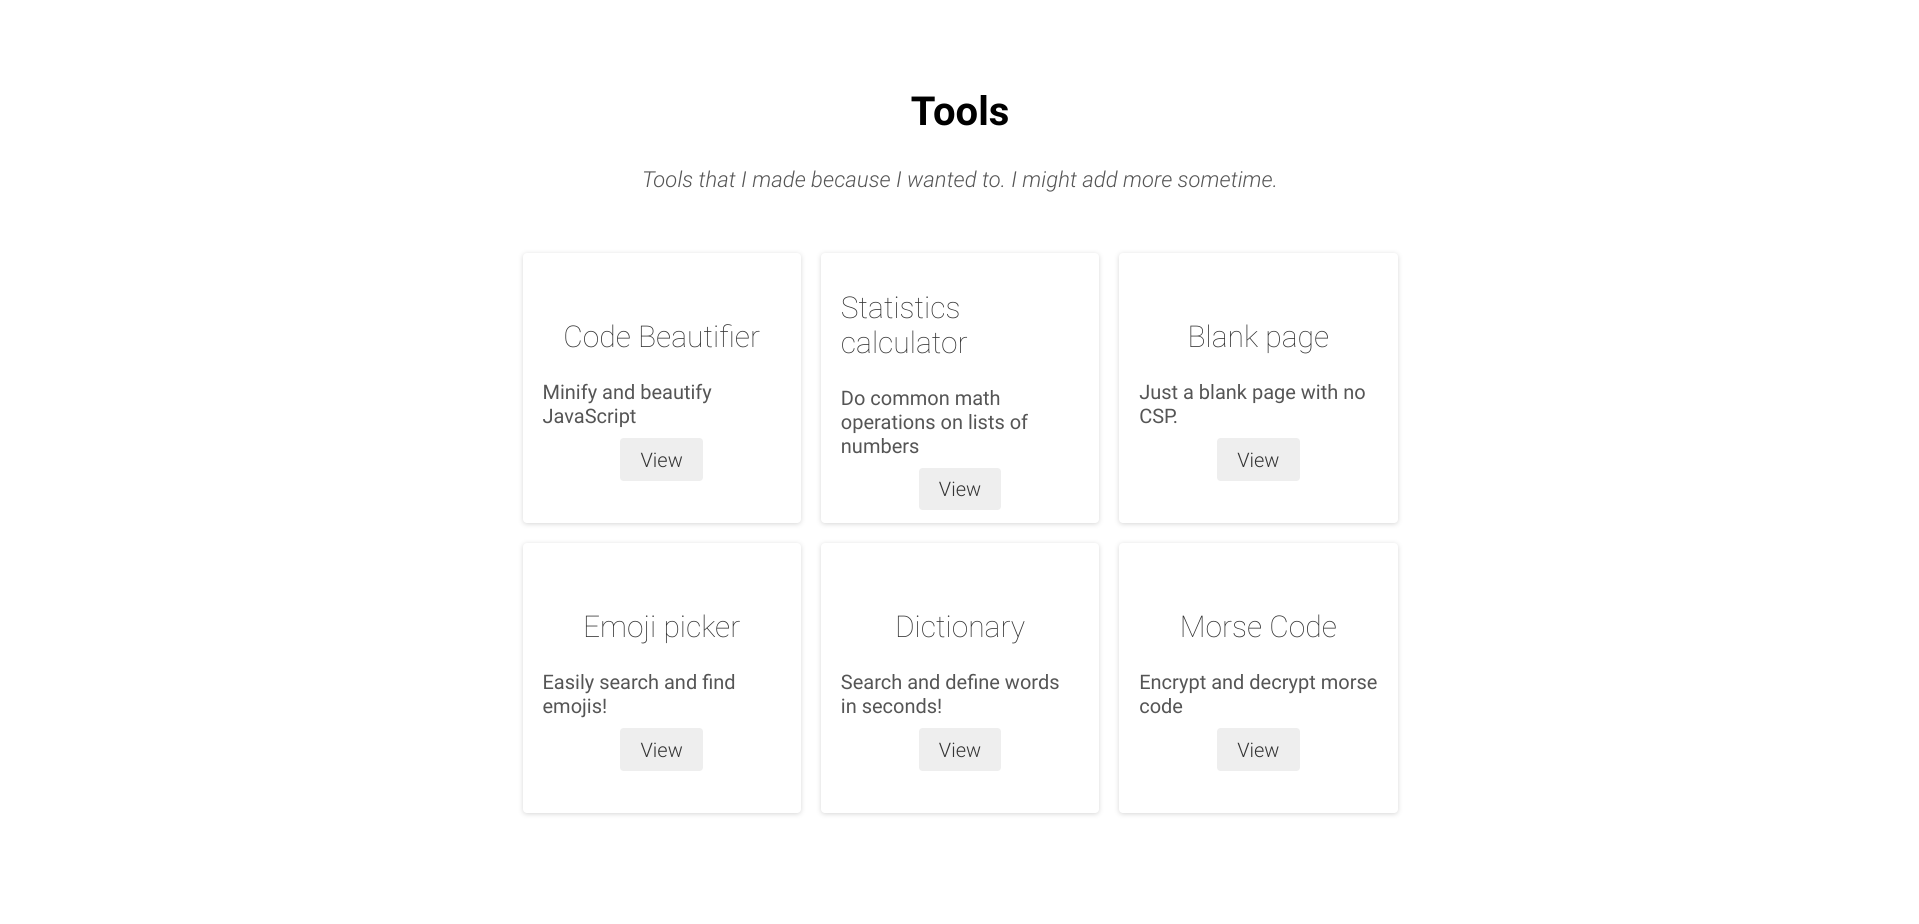 Tools
Tools that I made because I wanted to. I might add more sometime.
Code Beautifier
Minify and beautify
JavaScript
View
Statistics
calculator
Do common math
operations on lists of
numbers
View
Blank page
Just a blank page with no
CSP.
View
Emoji picker
Easily search and find
emojis!
View
Dictionary
Search and define words
in seconds!
View
Morse Code
Encrypt and decrypt morse
code
View